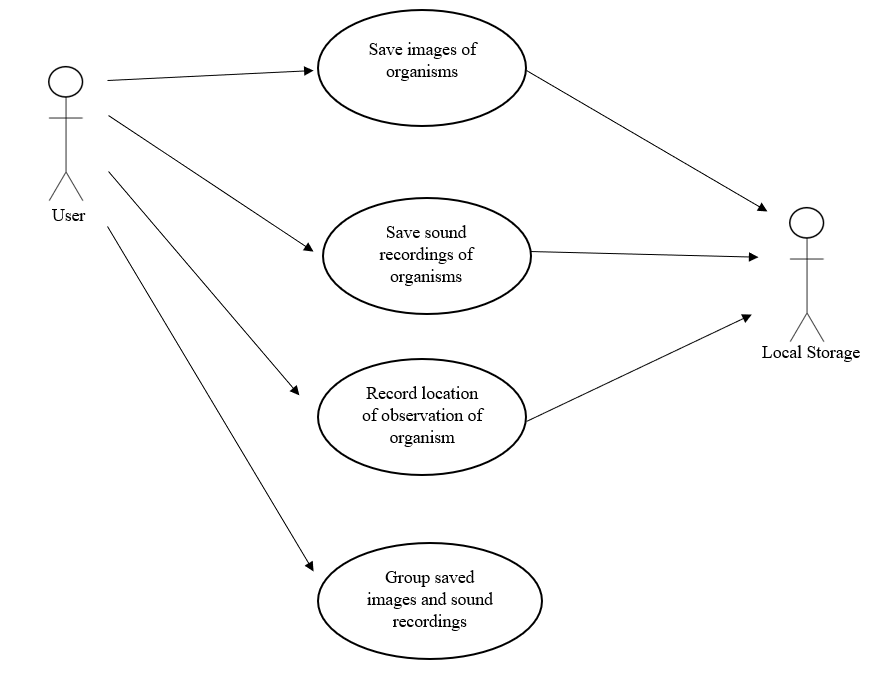 Save images of
organisms
User
Save sound
recordings of
organisms
Local Storage
Record location
of observation of
organism
Group saved
images and sound
recordings